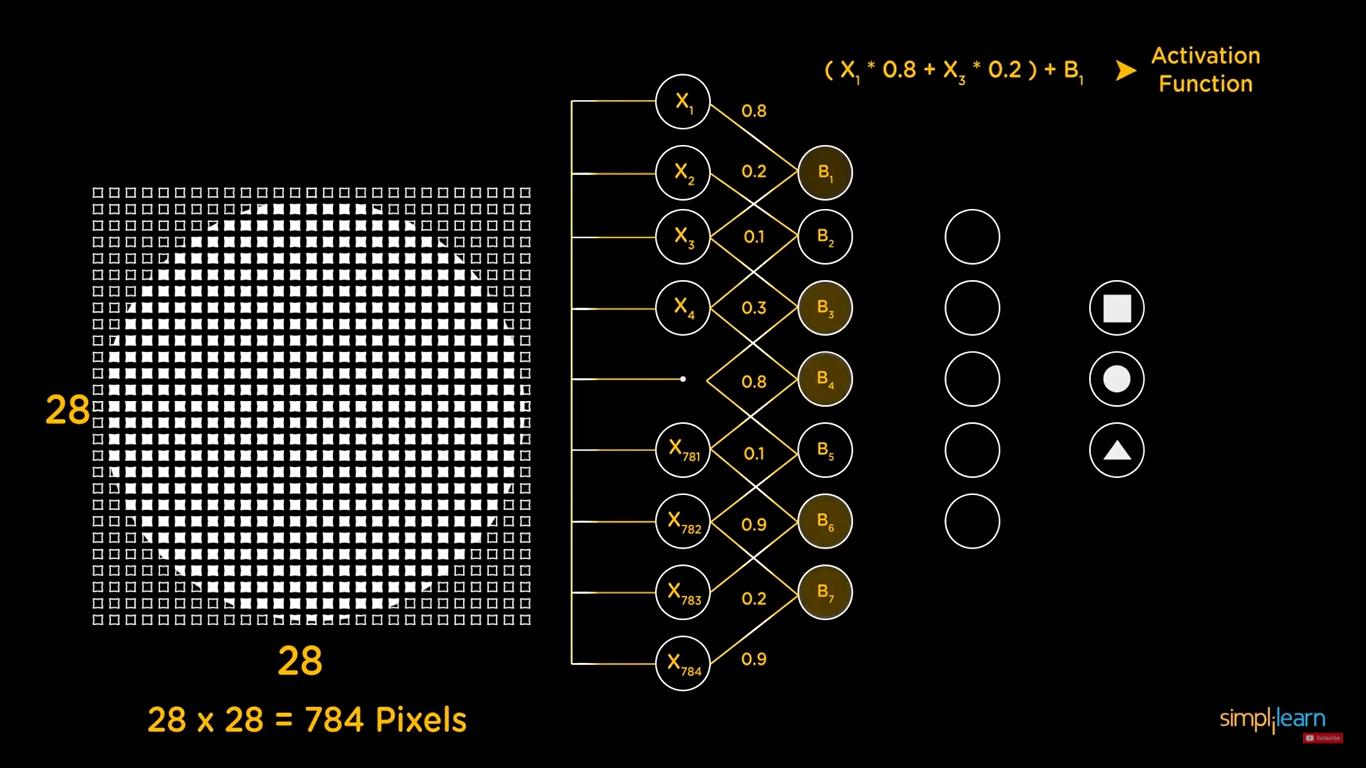 ( X₁ * 0.8 + X₃ * 0.2 ) + B₁
Activation
Function
28
28
28 x 28 = 784 Pixels
X₁
X₂
X₃
X₄
X₇₈₁
X₇₈₂
X₇₈₃
X₇₈₄
0.8
0.2
0.1
0.3
0.8
0.1
0.9
0.2
0.9
B₁
B₂
B₃
B₄
B₅
B₆
B₇
simplilearn
Subscribe